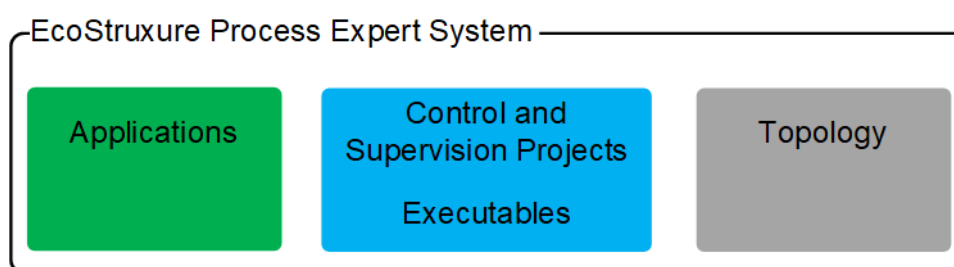 EcoStruxure Process Expert System
Applications
Control and
Supervision Projects
Executables
Topology